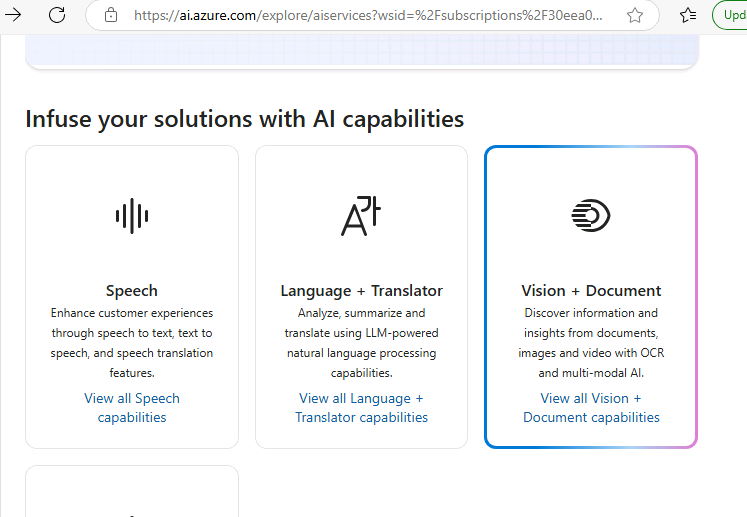 https://ai.azure.com/explore/aiservices?wsid=%2Fsubscriptions%2F30eea0...
Upd
Infuse your solutions with AI capabilities
Speech
Enhance customer experiences
through speech to text, text to
speech, and speech translation
features.
View all Speech
capabilities
Language + Translator
Analyze, summarize and
translate using LLM-powered
natural language processing
capabilities.
View all Language +
Translator capabilities
Vision + Document
Discover information and
insights from documents,
images and video with OCR
and multi-modal AI.
View all Vision +
Document capabilities